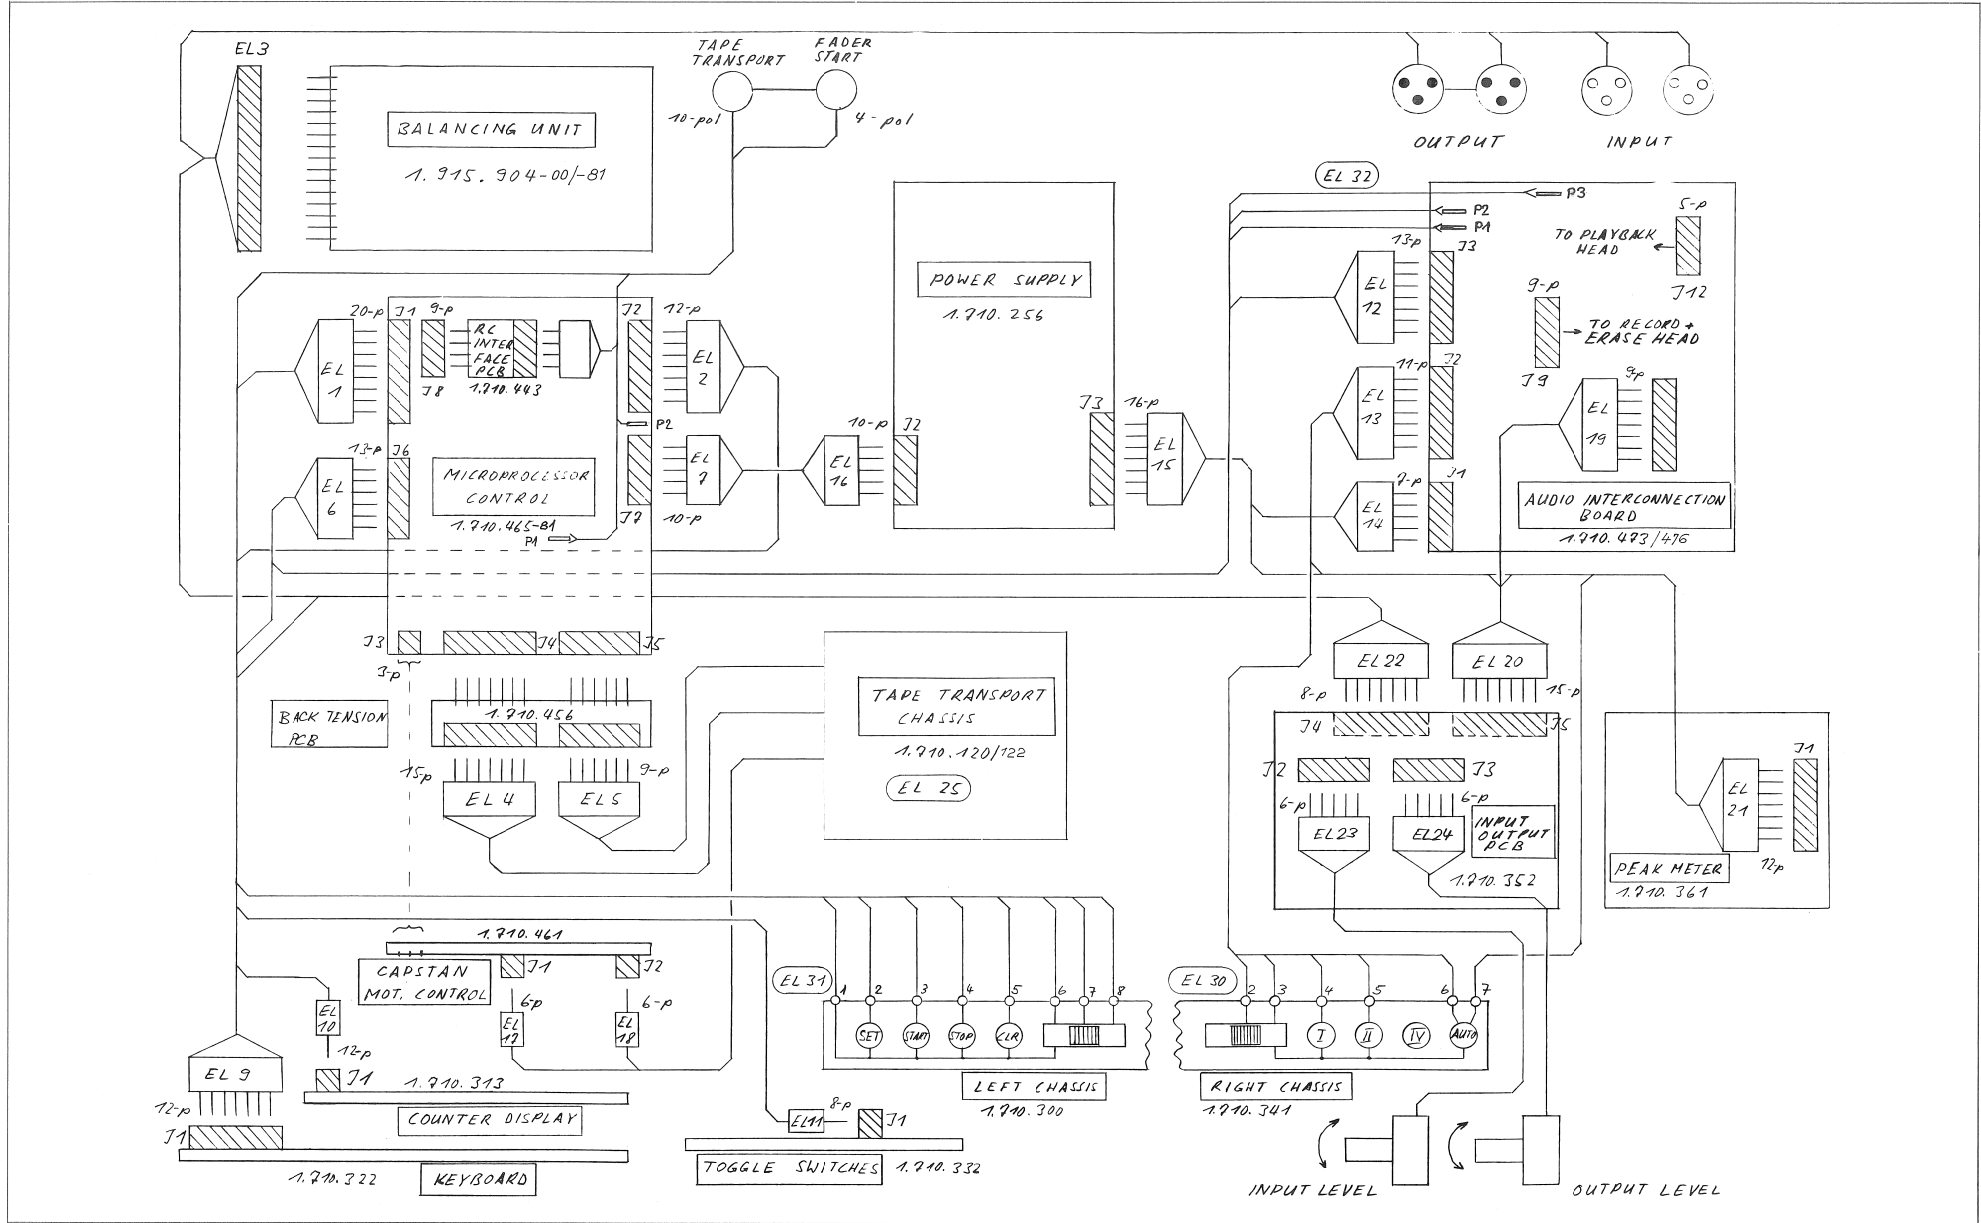 EL3
TAPE
TRANSPORT
FADER
START
10-pol
4-pol
BALANCING UNIT
1.915.904-00/-81
OUTPUT
INPUT
EL 32
P3
P2
P1
5-p
TO PLAYBACK
HEAD
J12
POWER SUPPLY
1.710.256
13-p
J3
EL
12
9-p
TO RECORD +
ERASE HEAD
J9
20-p
J1
9-p
RC
INTER
FACE
PCB
J8
1.710.443
J2
12-p
EL
1
EL
2
P2
11-p
J2
EL
13
9-p
EL
19
J3
16-p
10-p
J2
13-p
J6
EL
6
MICROPROCESSOR
CONTROL
1.710.465-81
P1
J7
EL
7
10-p
EL
16
EL
15
7-p
J1
EL
14
AUDIO INTERCONNECTION
BOARD
1.710.473/476
J3
J4
J5
3-p
BACK TENSION
PCB
1.710.456
15p
9-p
EL 4
EL 5
TAPE TRANSPORT
CHASSIS
1.710.120/122
EL 25
EL 22
EL 20
8-p
15-p
J4
J5
J2
J3
6-p
6-p
EL23
EL24
INPUT
OUTPUT
PCB
1.710.352
J1
EL
21
12-p
PEAK METER
1.710.361
1.710.461
CAPSTAN
MOT. CONTROL
J1
J2
6-p
6-p
EL
17
EL
18
EL
10
12-p
J1
1.710.313
COUNTER DISPLAY
EL 9
12-p
J1
1.710.322
KEYBOARD
EL 31
1 2 3 4 5 6 7 8
SET START STOP CLR
LEFT CHASSIS
1.710.300
EL 30
2 3 4 5 6 7
I II IV AUTO
RIGHT CHASSIS
1.710.341
8-p
EL11
J1
TOGGLE SWITCHES
1.710.332
INPUT LEVEL
OUTPUT LEVEL